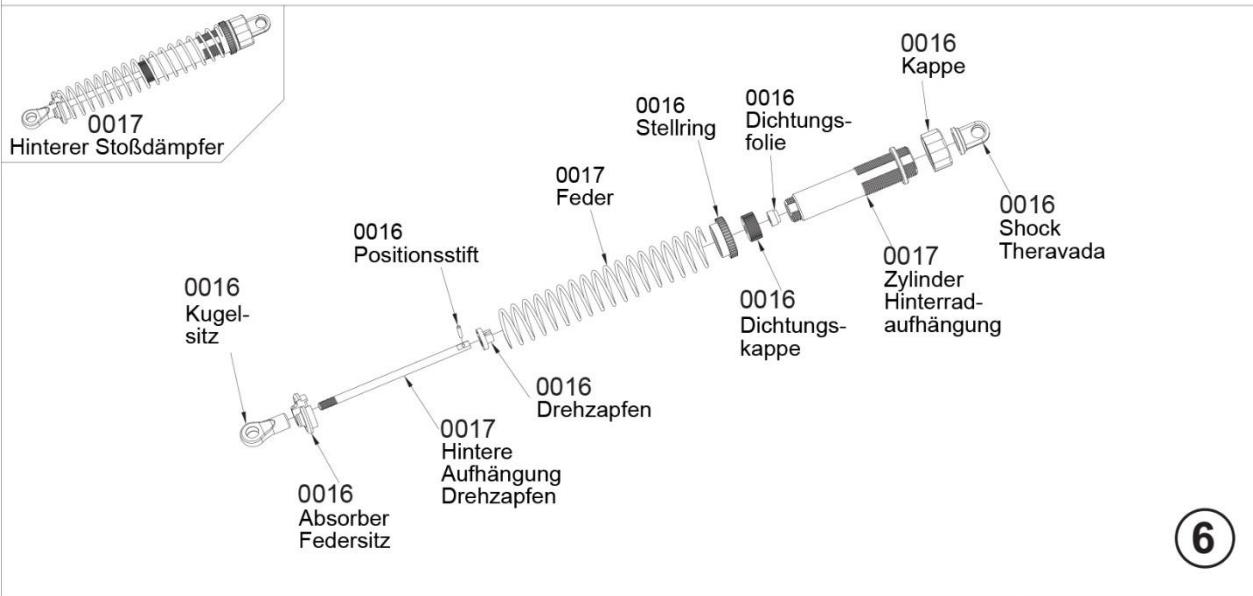 0017
Hinterer Stoßdämpfer
0016
Kugel-
sitz
0016
Absorber
Federsitz
0016
Positionsstift
0017
Hintere
Aufhängung
Drehzapfen
0016
Drehzapfen
0017
Feder
0016
Stellring
0016
Dichtungs-
kappe
0016
Dichtungs-
folie
0017
Zylinder
Hinterrad-
aufhängung
0016
Kappe
0016
Shock
Theravada
6